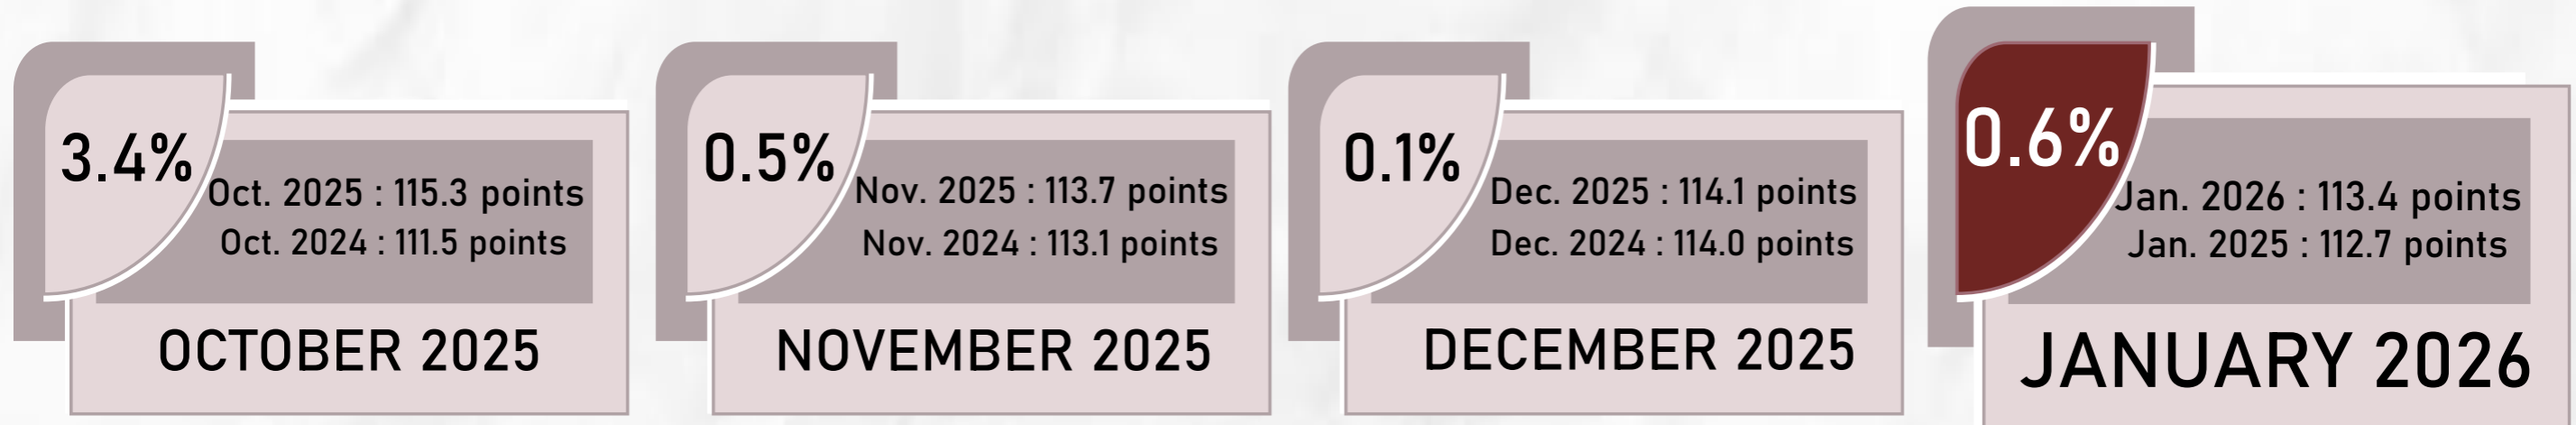 3.4%
Oct. 2025 : 115.3 points
Oct. 2024 : 111.5 points
OCTOBER 2025
0.5%
Nov. 2025 : 113.7 points
Nov. 2024 : 113.1 points
NOVEMBER 2025
0.1%
Dec. 2025 : 114.1 points
Dec. 2024 : 114.0 points
DECEMBER 2025
0.6%
Jan. 2026 : 113.4 points
Jan. 2025 : 112.7 points
JANUARY 2026